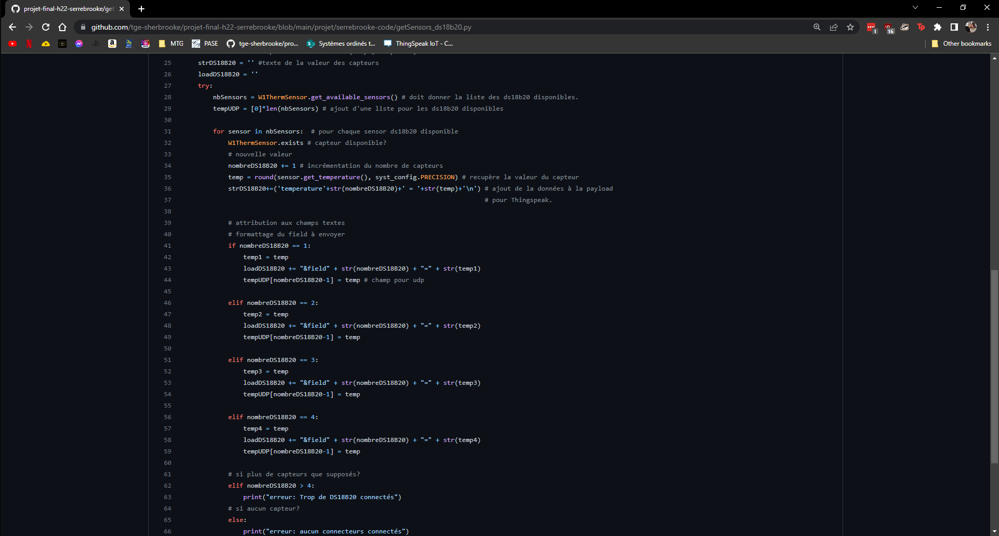 projet-final-h22-serrebrooke/get
github.com/tge-sherbrooke/projet-final-h22-serrebrooke/blob/main/projet/serrebrooke-code/getSensors_ds18b20.py
1
16
Tp
MTG
PASE
tge-sherbrooke/pro...
Systèmes ordinés t...
ThingSpeak IoT - C...
Other bookmarks
25 strDS18B20 = '' #texte de la valeur des capteurs
26 loadDS18B20 = ''
27 try:
28 nbSensors = W1ThermSensor.get_available_sensors() # doit donner la liste des ds18b20 disponibles.
29 tempUDP = [0]*len(nbSensors) # ajout d'une liste pour les ds18b20 disponibles
30
31 for sensor in nbSensors:  # pour chaque sensor ds18b20 disponible
32 W1ThermSensor.exists # capteur disponible?
33 # nouvelle valeur
34 nombreDS18B20 += 1 # incrémentation du nombre de capteurs
35 temp = round(sensor.get_temperature(), syst_config.PRECISION) # recupère la valeur du capteur
36 strDS18B20+=('temperature'+str(nombreDS18B20)+' = '+str(temp)+'\n') # ajout de la données à la payload
37 # pour Thingspeak.
38
39 # attribution aux champs textes
40 # formattage du field à envoyer
41 if nombreDS18B20 == 1:
42 temp1 = temp
43 loadDS18B20 += "&field" + str(nombreDS18B20) + "=" + str(temp1)
44 tempUDP[nombreDS18B20-1] = temp # champ pour udp
45
46 elif nombreDS18B20 == 2:
47 temp2 = temp
48 loadDS18B20 += "&field" + str(nombreDS18B20) + "=" + str(temp2)
49 tempUDP[nombreDS18B20-1] = temp
50
51 elif nombreDS18B20 == 3:
52 temp3 = temp
53 loadDS18B20 += "&field" + str(nombreDS18B20) + "=" + str(temp3)
54 tempUDP[nombreDS18B20-1] = temp
55
56 elif nombreDS18B20 == 4:
57 temp4 = temp
58 loadDS18B20 += "&field" + str(nombreDS18B20) + "=" + str(temp4)
59 tempUDP[nombreDS18B20-1] = temp
60
61 # si plus de capteurs que supposés?
62 elif nombreDS18B20 > 4:
63 print("erreur: Trop de DS18B20 connectés")
64 # si aucun capteur?
65 else:
66 print("erreur: aucun connecteurs connectés")